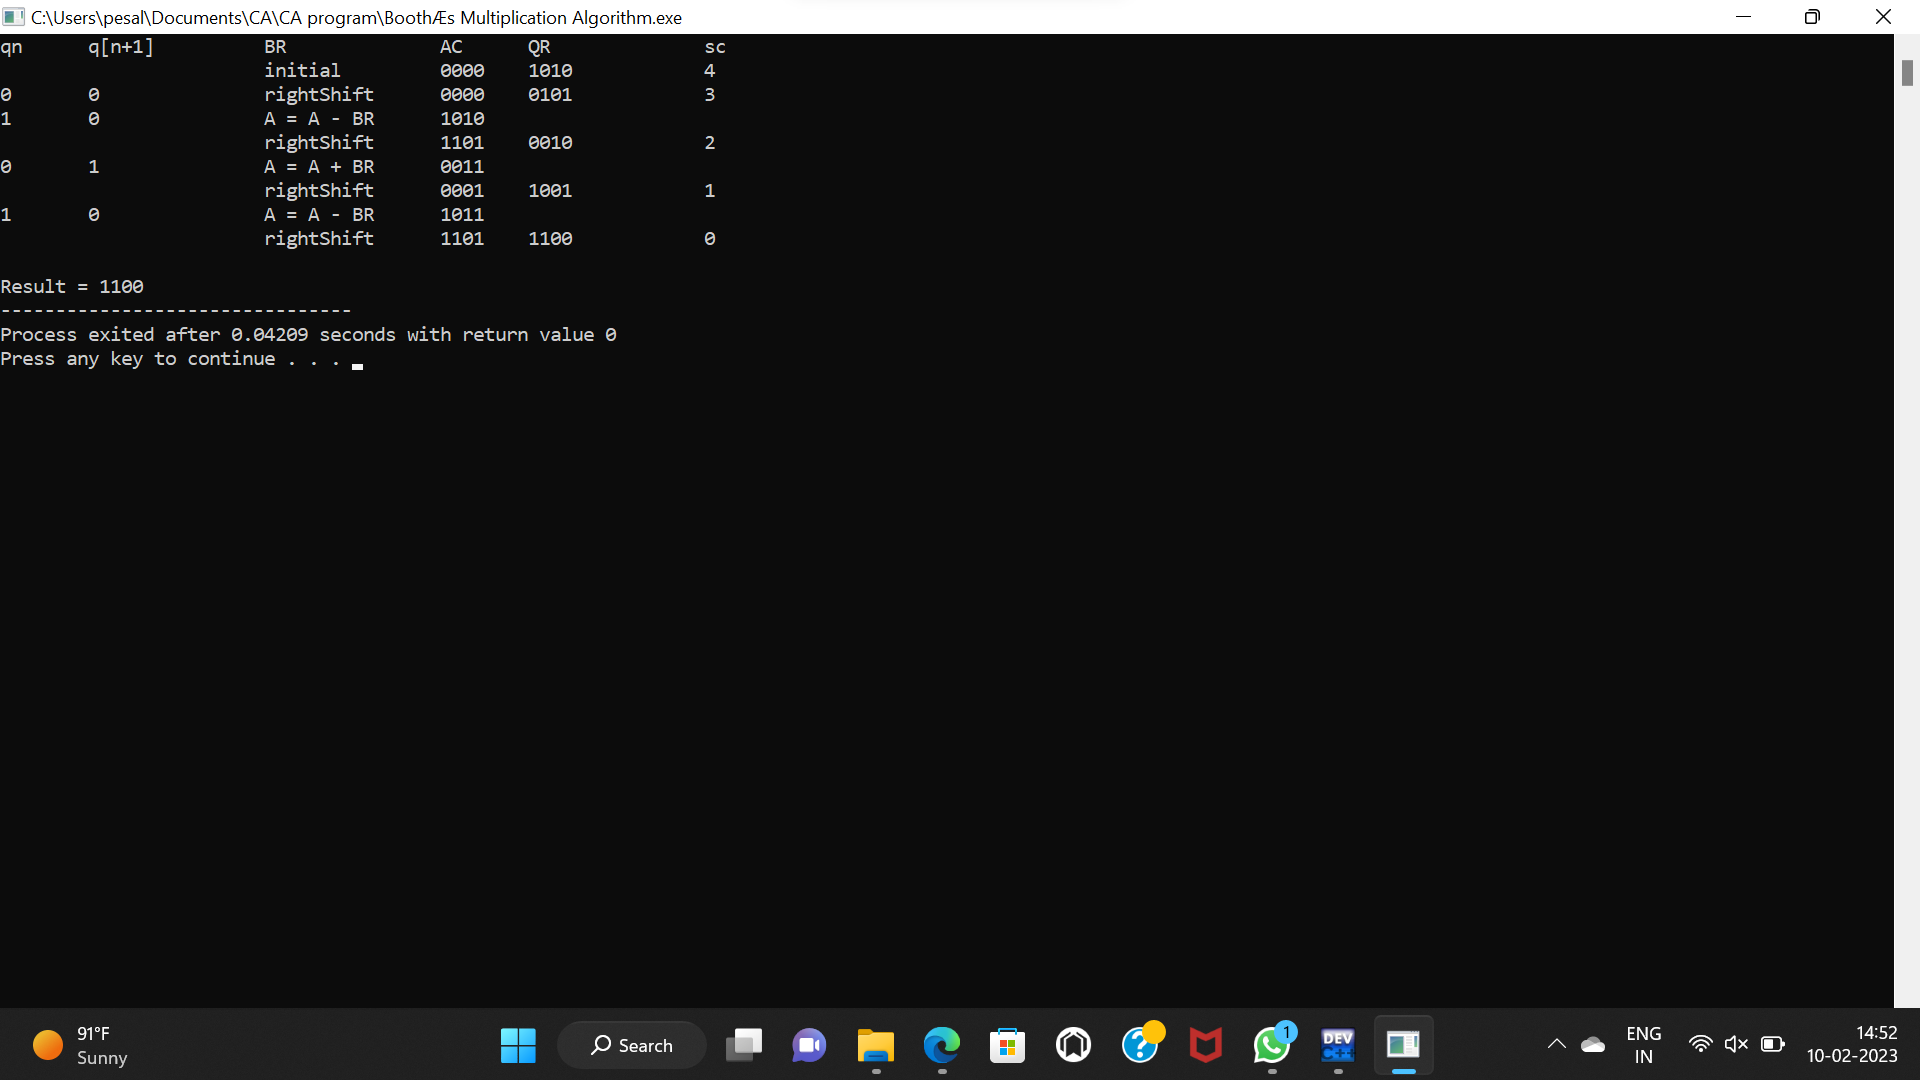 C:\Users\pesal\Documents\CA\CA program\BoothÆs Multiplication Algorithm.exe
qn q[n+1] BR AC QR sc
initial 0000 1010 4
0 0 rightShift 0000 0101 3
1 0 A = A - BR 1010
rightShift 1101 0010 2
0 1 A = A + BR 0011
rightShift 0001 1001 1
1 0 A = A - BR 1011
rightShift 1101 1100 0
Result = 1100
--------------------------------
Process exited after 0.04209 seconds with return value 0
Press any key to continue . . .
91°F
Sunny
Search
1
DEV
C++
ENG
IN
14:52
10-02-2023